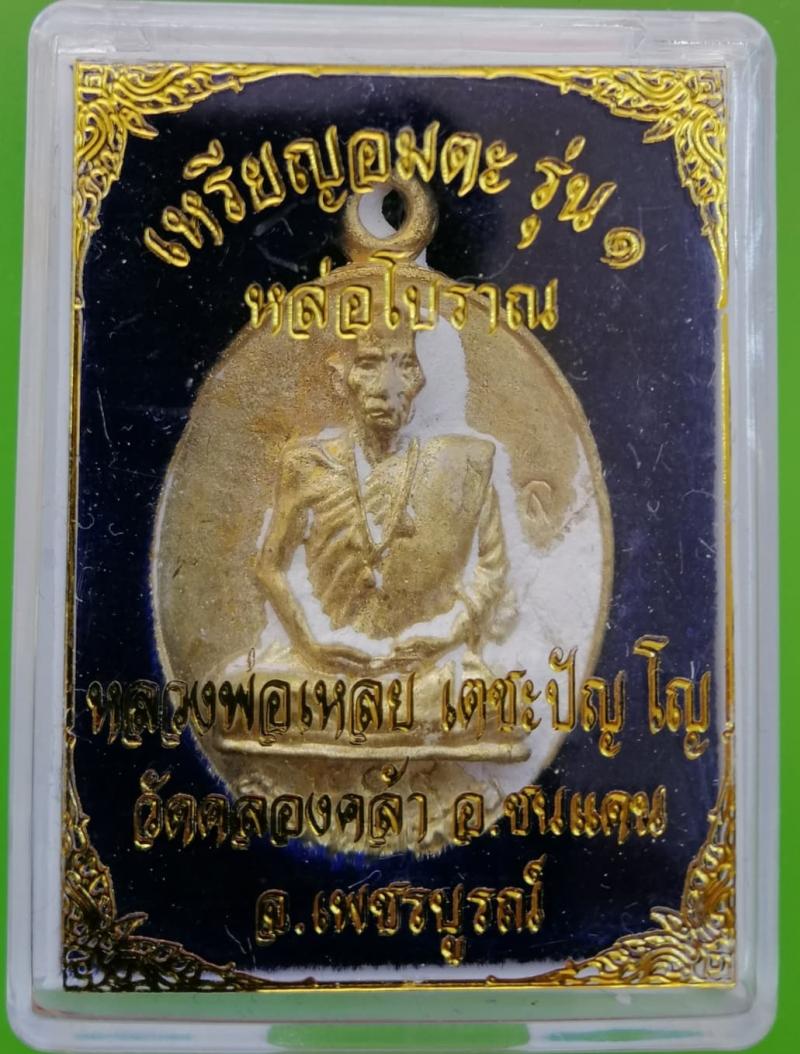 เหรียญอมตะ รุ่น ๑
หล่อโบราณ
หลวงพ่อเหลย เตชะปัญโญ
วัดคลองคล้า อ.ชนแดน
จ.เพชรบูรณ์